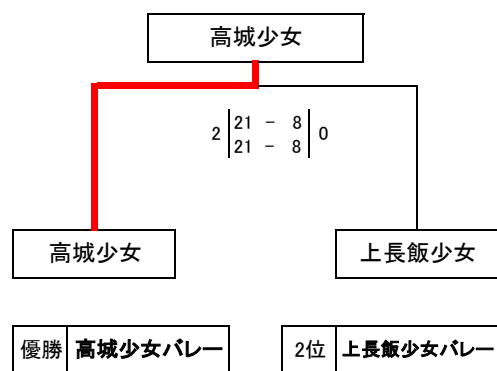 高城少女
2 21 － 8 0
21 － 8
高城少女 上長飯少女
優勝 高城少女バレー 2位 上長飯少女バレー